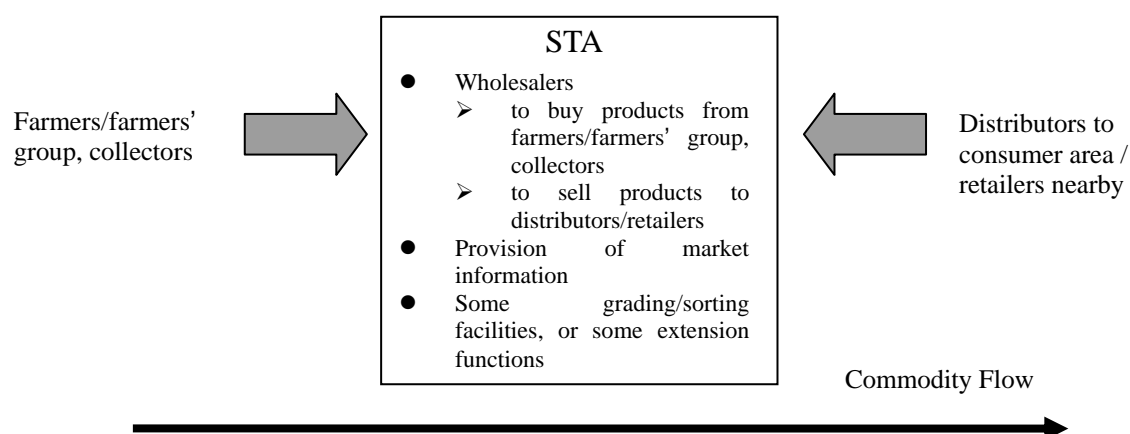 STA
● Wholesalers
➢ to buy products from
farmers/farmers’ group,
collectors
➢ to sell products to
distributors/retailers
● Provision of market
information
● Some grading/sorting
facilities, or some extension
functions
Farmers/farmers’
group, collectors
Distributors to
consumer area /
retailers nearby
Commodity Flow